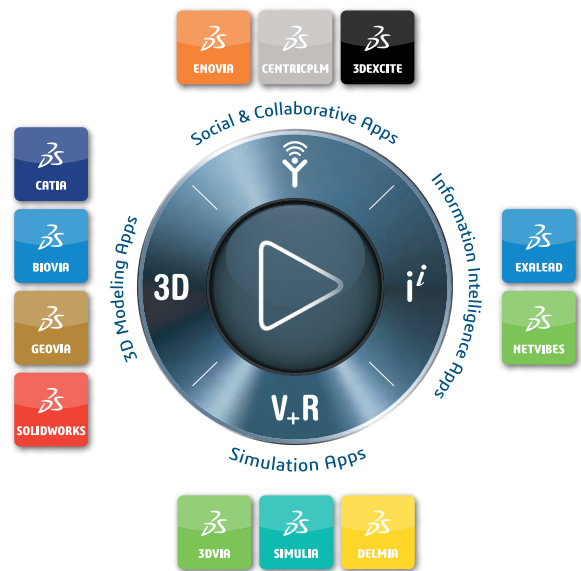 ENOVIA
CENTRICPLM
3DEXCITE
Social & Collaborative Apps
CATIA
BIOVIA
GEOVIA
SOLIDWORKS
3D Modeling Apps
3D
i i
Information Intelligence Apps
EXALEAD
NETVIBES
V+R
Simulation Apps
3DVIA
SIMULIA
DELMIA